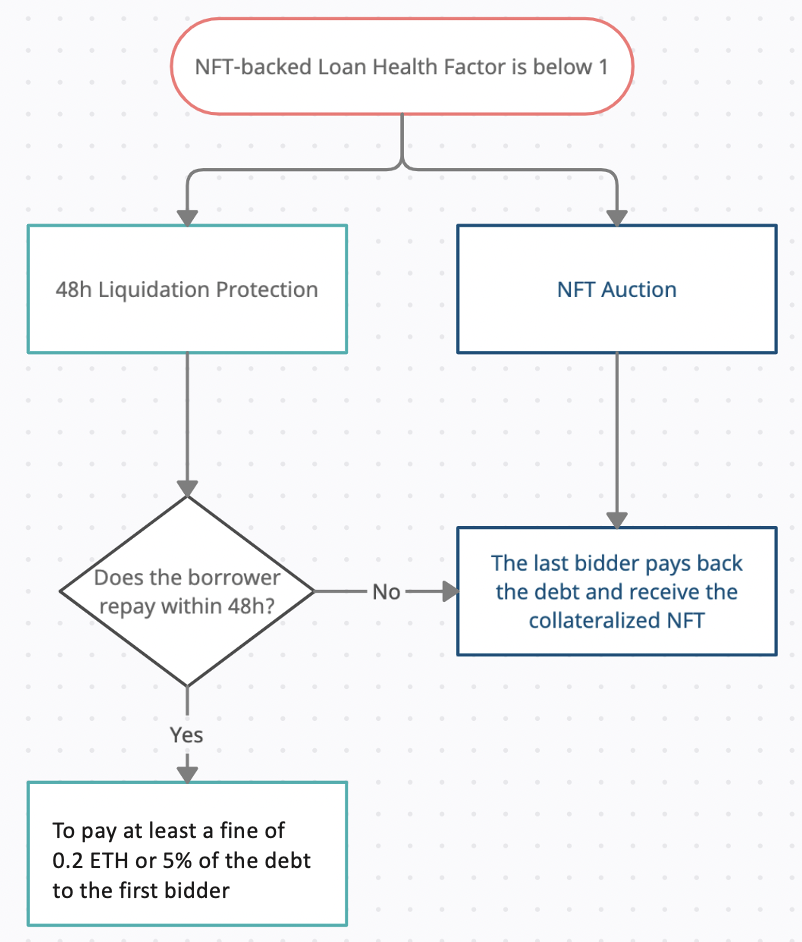 NFT-backed Loan Health Factor is below 1
48h Liquidation Protection
NFT Auction
Does the borrower
repay within 48h?
No
The last bidder pays back
the debt and receive the
collateralized NFT
Yes
To pay at least a fine of
0.2 ETH or 5% of the debt
to the first bidder